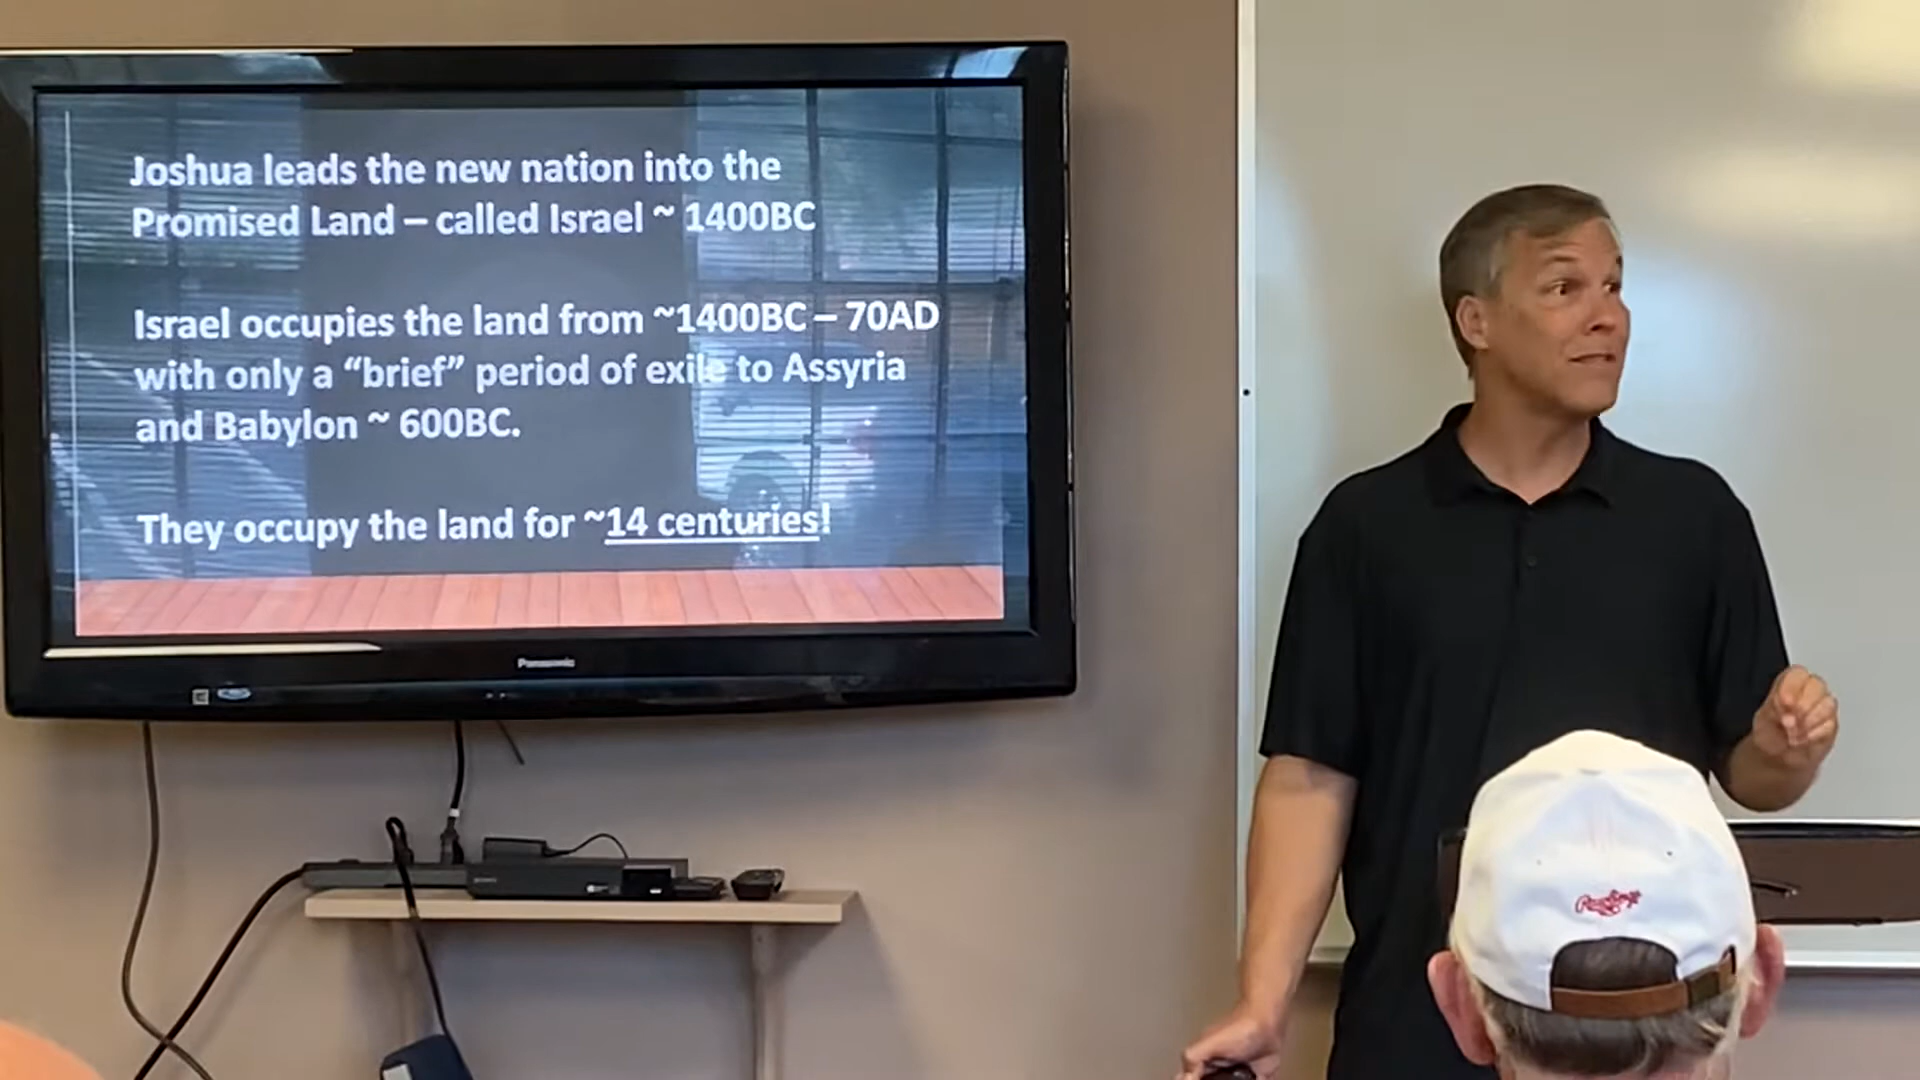 Joshua leads the new nation into the
Promised Land – called Israel ~ 1400BC
Israel occupies the land from ~1400BC – 70AD
with only a “brief” period of exile to Assyria
and Babylon ~ 600BC.
They occupy the land for ~14 centuries!
Panasonic
Rawlings